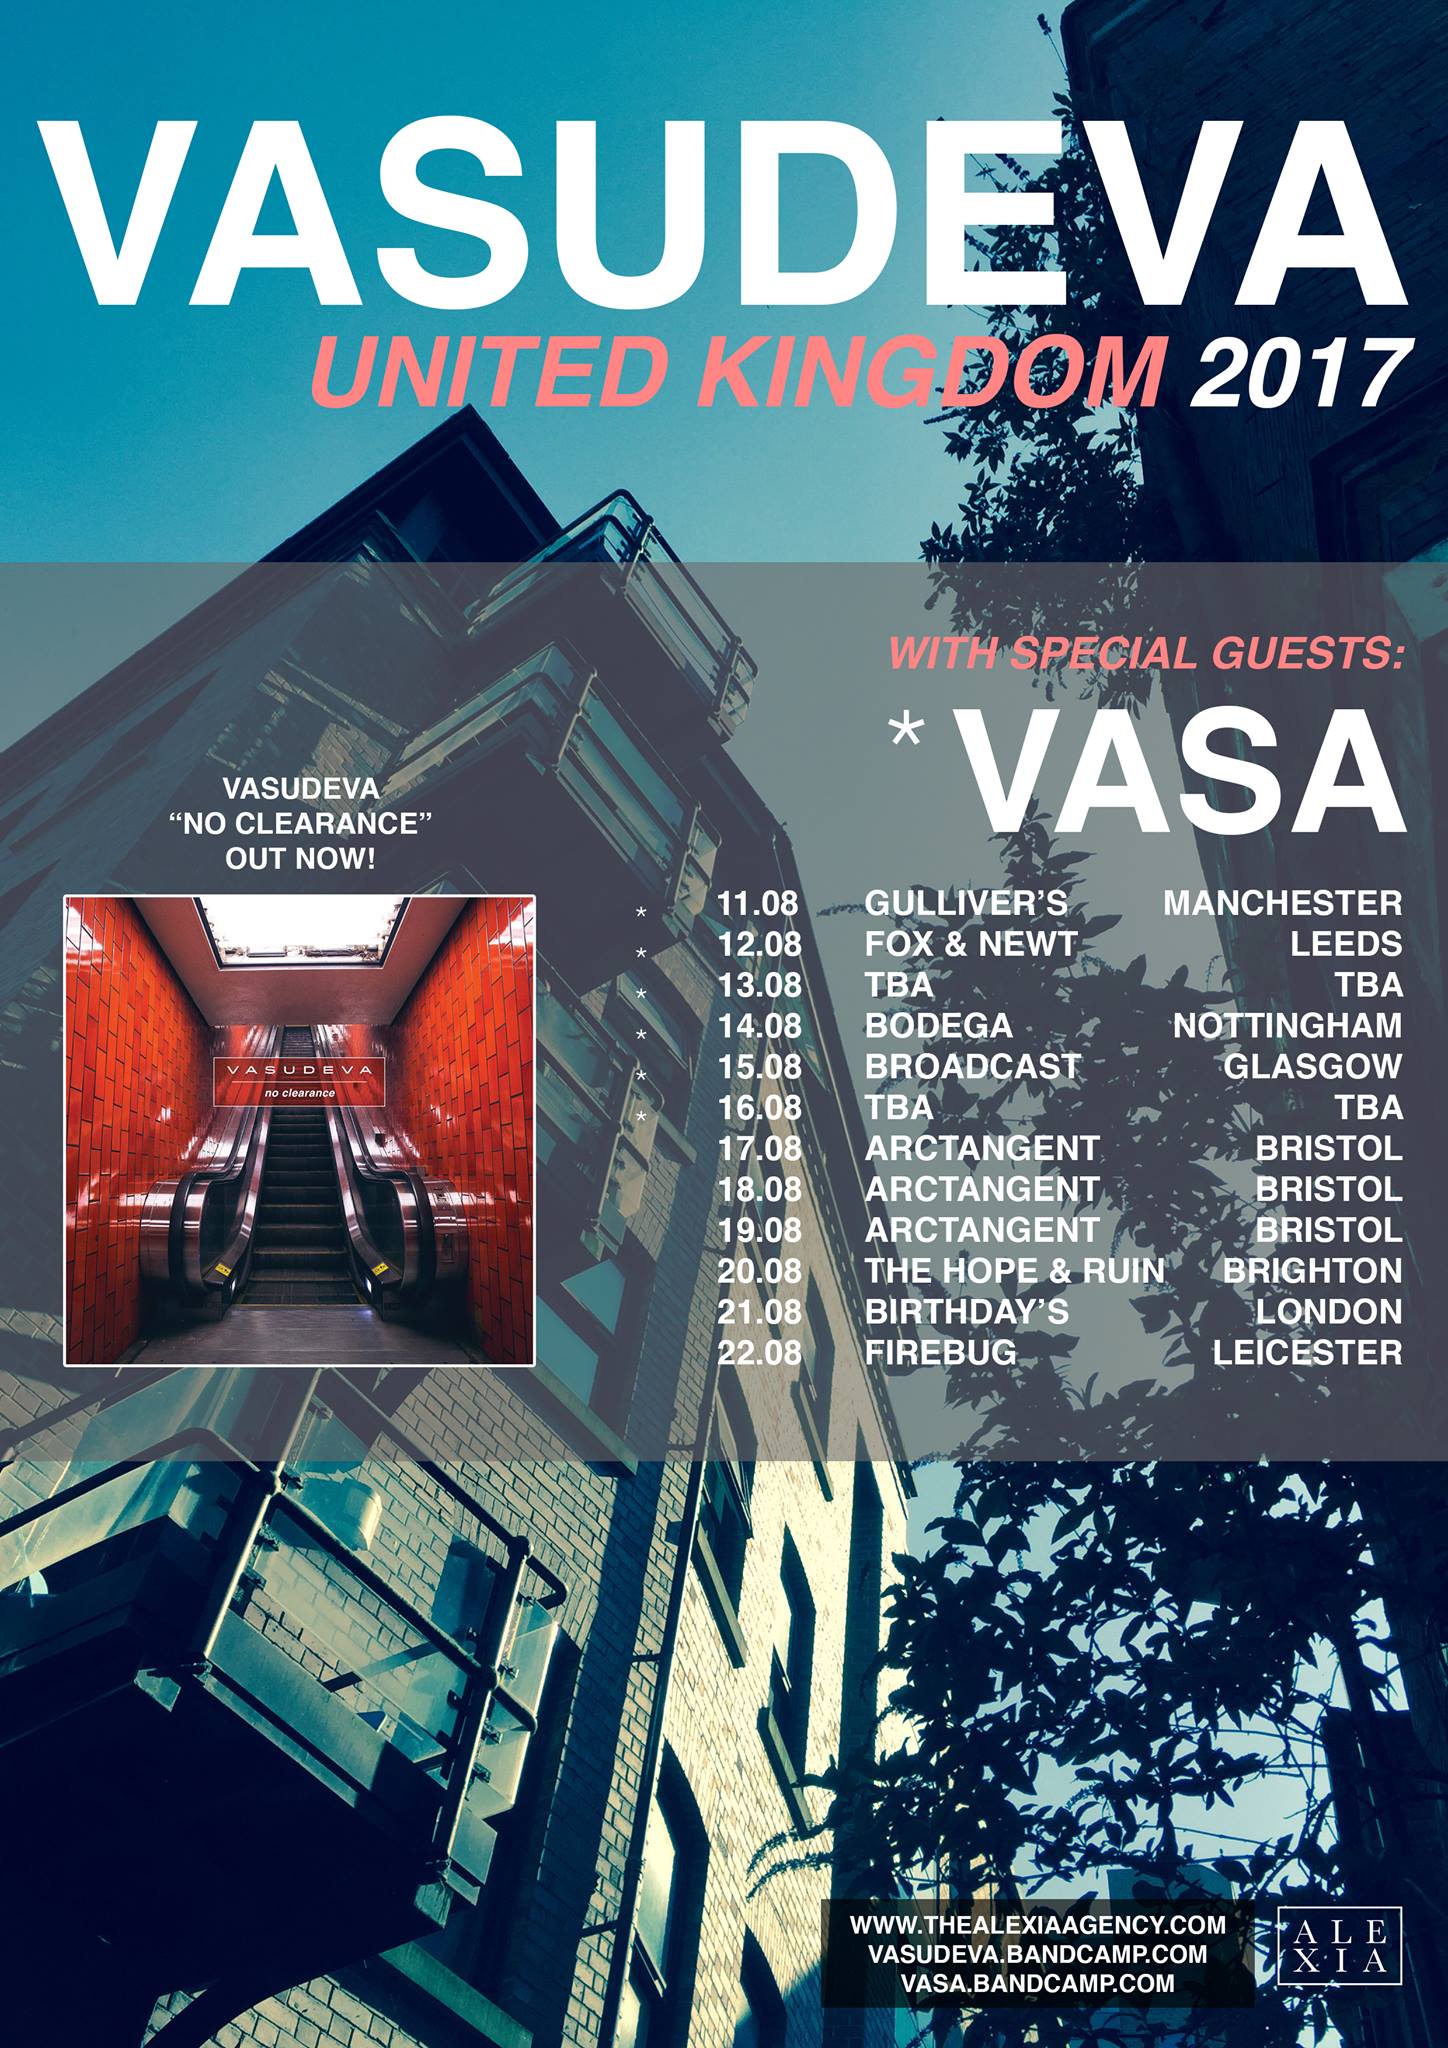 VASUDEVA
UNITED KINGDOM 2017
WITH SPECIAL GUESTS:
* VASA
VASUDEVA
“NO CLEARANCE”
OUT NOW!
VASUDEVA
no clearance
* 11.08 GULLIVER’S MANCHESTER
* 12.08 FOX & NEWT LEEDS
* 13.08 TBA TBA
* 14.08 BODEGA NOTTINGHAM
* 15.08 BROADCAST GLASGOW
* 16.08 TBA TBA
17.08 ARCTANGENT BRISTOL
18.08 ARCTANGENT BRISTOL
19.08 ARCTANGENT BRISTOL
20.08 THE HOPE & RUIN BRIGHTON
21.08 BIRTHDAY’S LONDON
22.08 FIREBUG LEICESTER
WWW.THEALEXIAAGENCY.COM
VASUDEVA.BANDCAMP.COM
VASA.BANDCAMP.COM
ALE
XIA